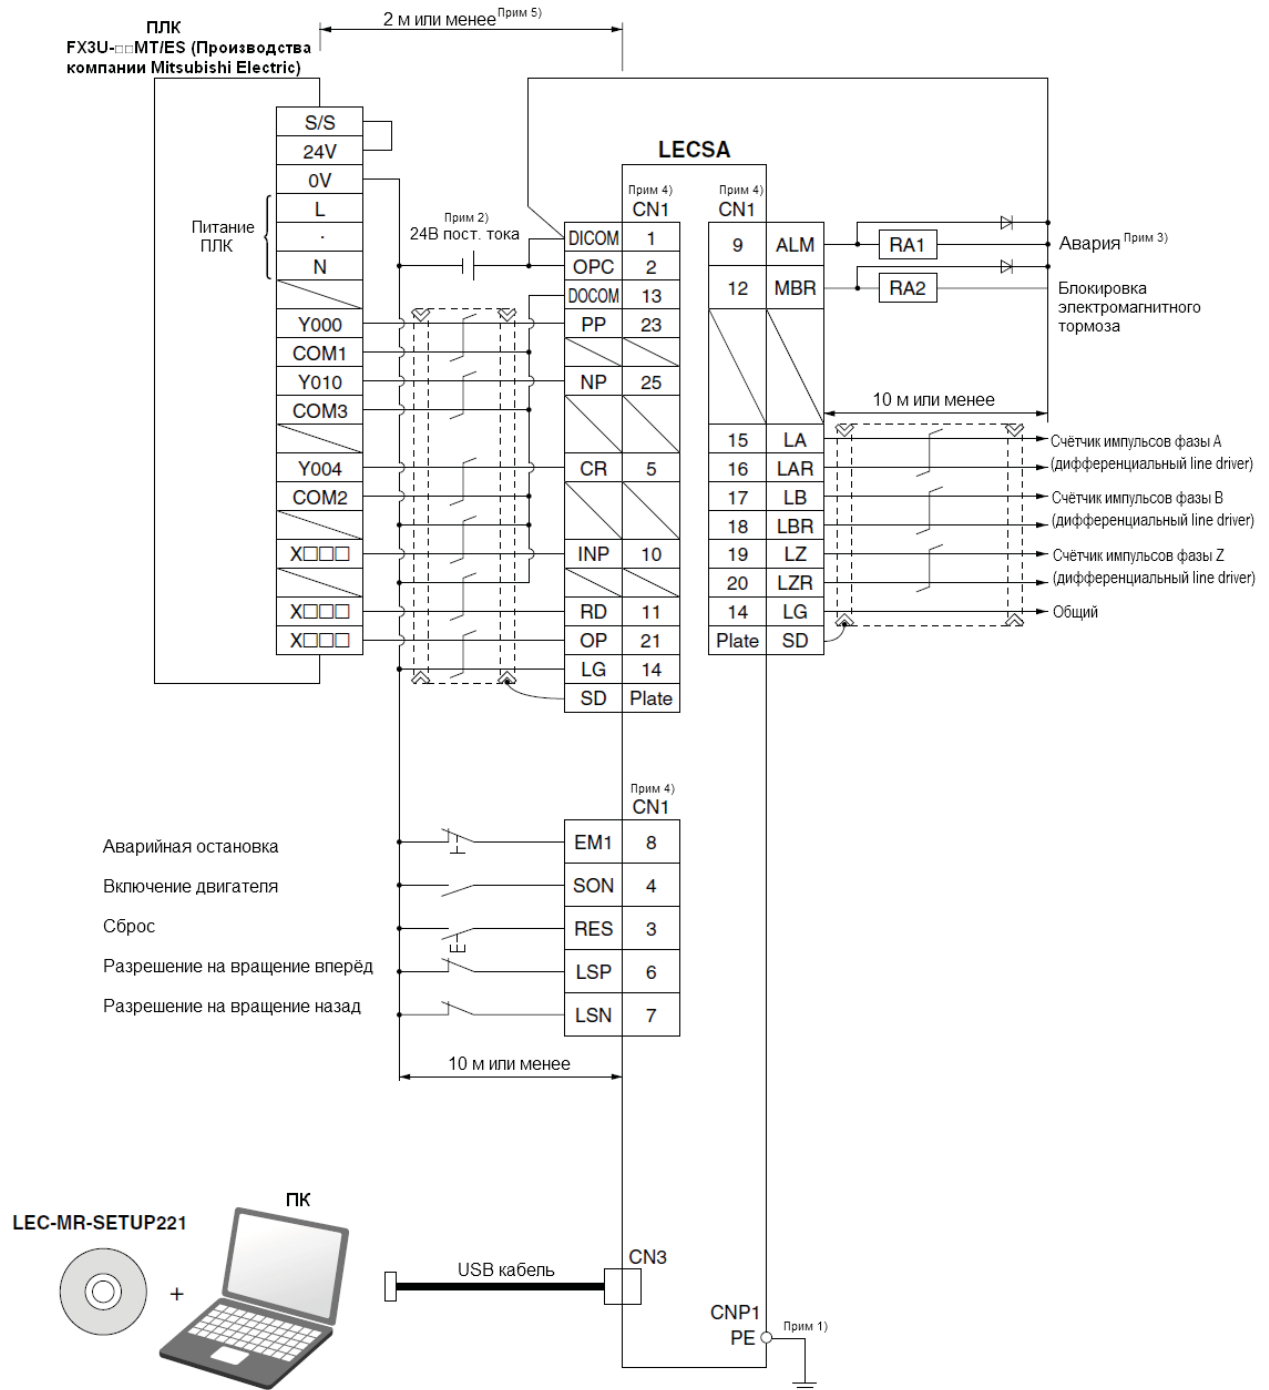 2 м или менее Прим 5)
ПЛК
FX3U-□□MT/ES (Производства
компании Mitsubishi Electric)
S/S
24V
0V
L
.
N
Питание
ПЛК
Y000
COM1
Y010
COM3
Y004
COM2
X□□□
X□□□
X□□□
Прим 2)
24В пост. тока
LECSA
Прим 4)
CN1
DICOM 1
OPC 2
DOCOM 13
PP 23
NP 25
CR 5
INP 10
RD 11
OP 21
LG 14
SD Plate
Прим 4)
CN1
9 ALM
12 MBR
15 LA
16 LAR
17 LB
18 LBR
19 LZ
20 LZR
14 LG
Plate SD
RA1
RA2
Авария Прим 3)
Блокировка
электромагнитного
тормоза
10 м или менее
Счётчик импульсов фазы A
(дифференциальный line driver)
Счётчик импульсов фазы B
(дифференциальный line driver)
Счётчик импульсов фазы Z
(дифференциальный line driver)
Общий
Прим 4)
CN1
Аварийная остановка
EM1 8
Включение двигателя
SON 4
Сброс
RES 3
Разрешение на вращение вперёд
LSP 6
Разрешение на вращение назад
LSN 7
10 м или менее
ПК
LEC-MR-SETUP221
+
USB кабель
CN3
CNP1
PE
Прим 1)